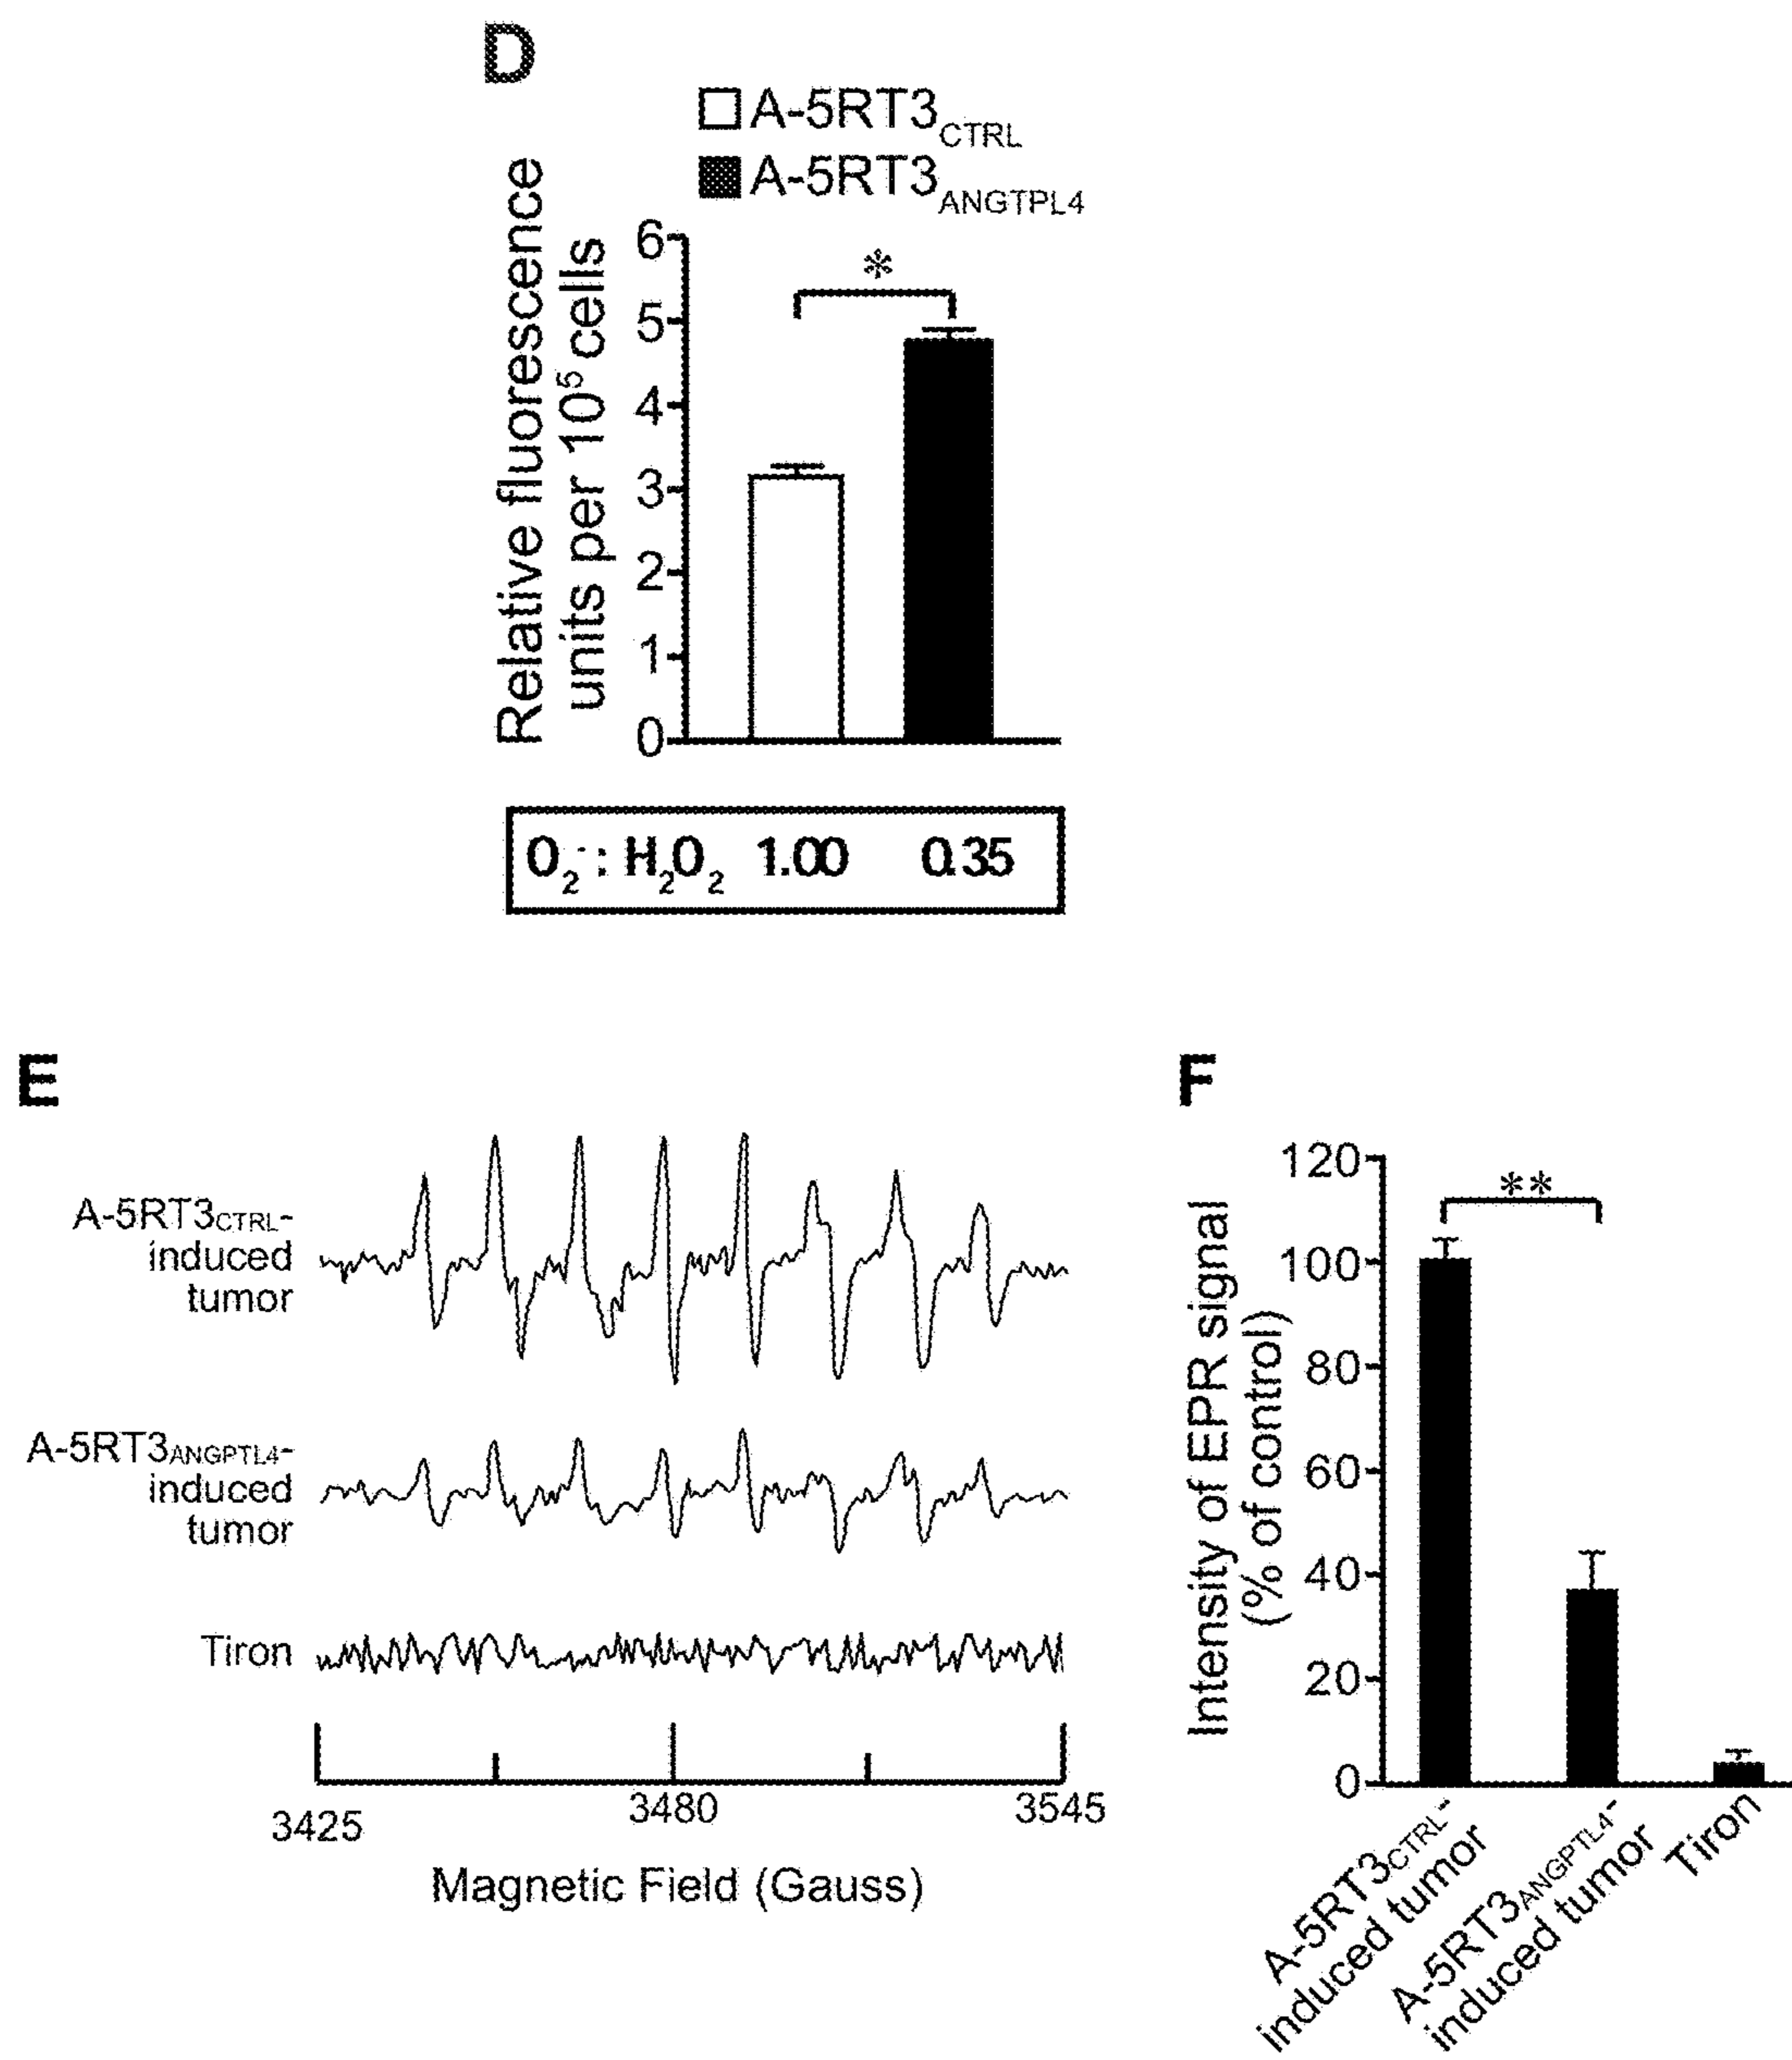 D
A-5RT3CTRL
A-5RT3ANGTPL4
Relative fluorescence
units per 10⁵ cells
6
5
4
3
2
1
0
*
O₂⁻ : H₂O₂ 1.00 0.35
E
A-5RT3CTRL-
induced
tumor
A-5RT3ANGPTL4-
induced
tumor
Tiron
3425 3480 3545
Magnetic Field (Gauss)
F
Intensity of EPR signal
(% of control)
120
100
80
60
40
20
0
**
A-5RT3CTRL-
induced tumor
A-5RT3ANGPTL4-
induced tumor
Tiron